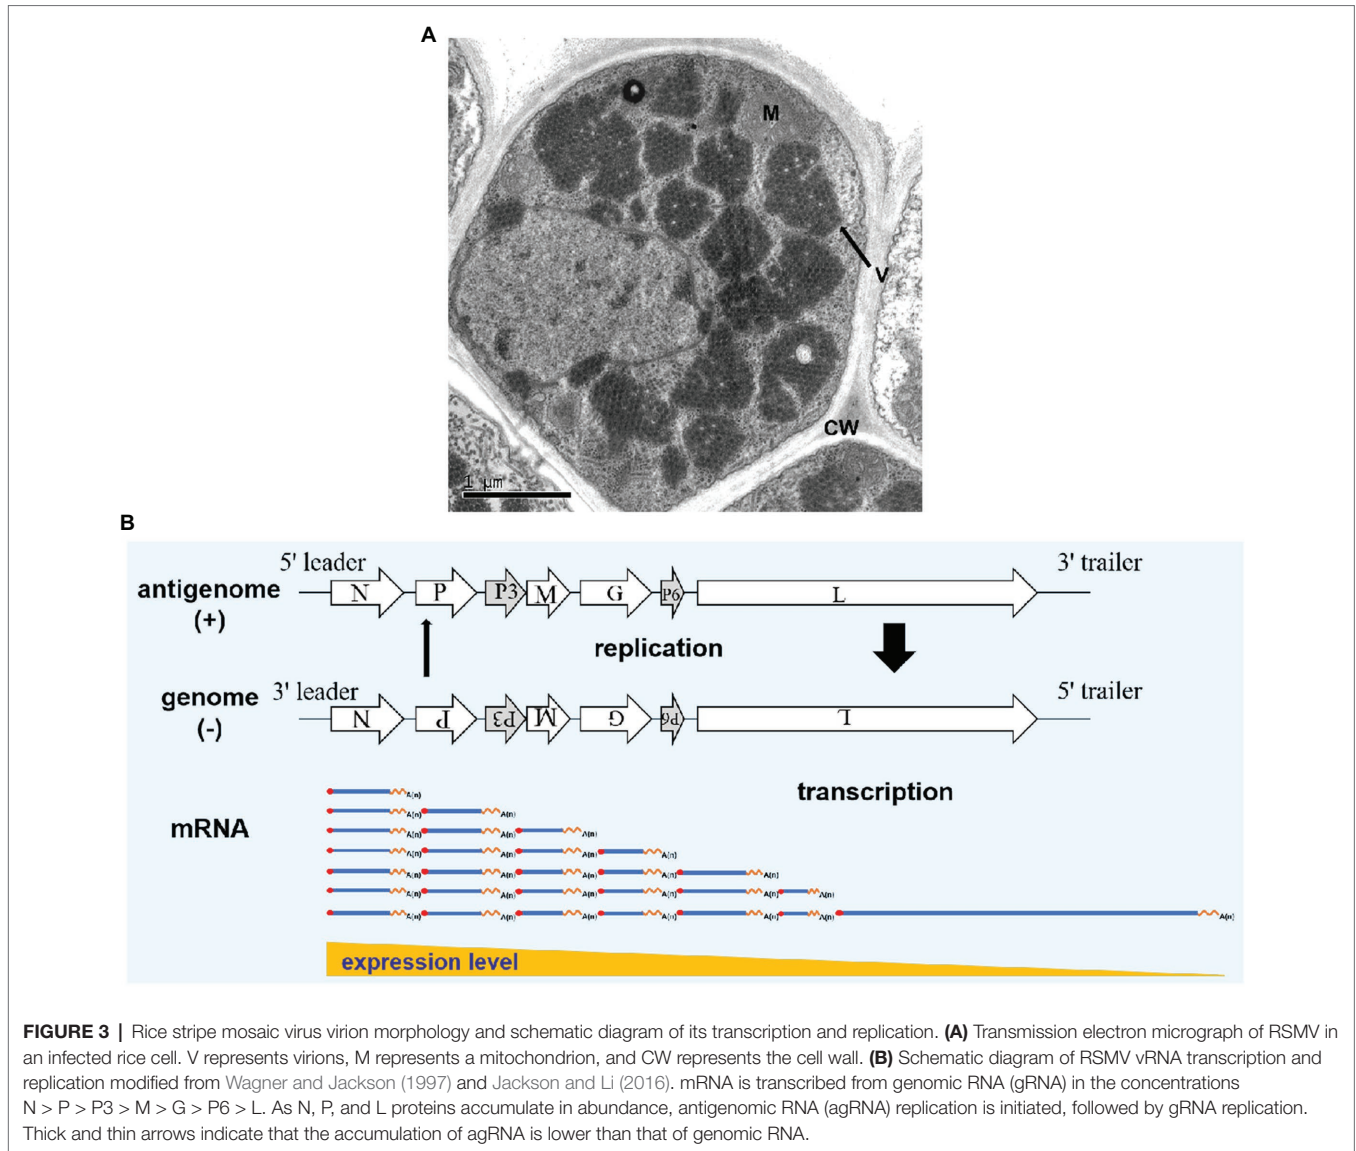 A
M
V
CW
1 μm
B
5' leader
3' trailer
antigenome
(+)
N
P
P3
M
G
P6
L
replication
genome
(-)
3' leader
5' trailer
N
P
P3
M
G
P6
L
transcription
mRNA
A(n)
A(n) A(n)
A(n) A(n) A(n)
A(n) A(n) A(n) A(n)
A(n) A(n) A(n) A(n) A(n)
A(n) A(n) A(n) A(n) A(n) A(n)
A(n) A(n) A(n) A(n) A(n) A(n) A(n)
expression level
FIGURE 3 | Rice stripe mosaic virus virion morphology and schematic diagram of its transcription and replication. (A) Transmission electron micrograph of RSMV in
an infected rice cell. V represents virions, M represents a mitochondrion, and CW represents the cell wall. (B) Schematic diagram of RSMV vRNA transcription and
replication modified from Wagner and Jackson (1997) and Jackson and Li (2016). mRNA is transcribed from genomic RNA (gRNA) in the concentrations
N > P > P3 > M > G > P6 > L. As N, P, and L proteins accumulate in abundance, antigenomic RNA (agRNA) replication is initiated, followed by gRNA replication.
Thick and thin arrows indicate that the accumulation of agRNA is lower than that of genomic RNA.